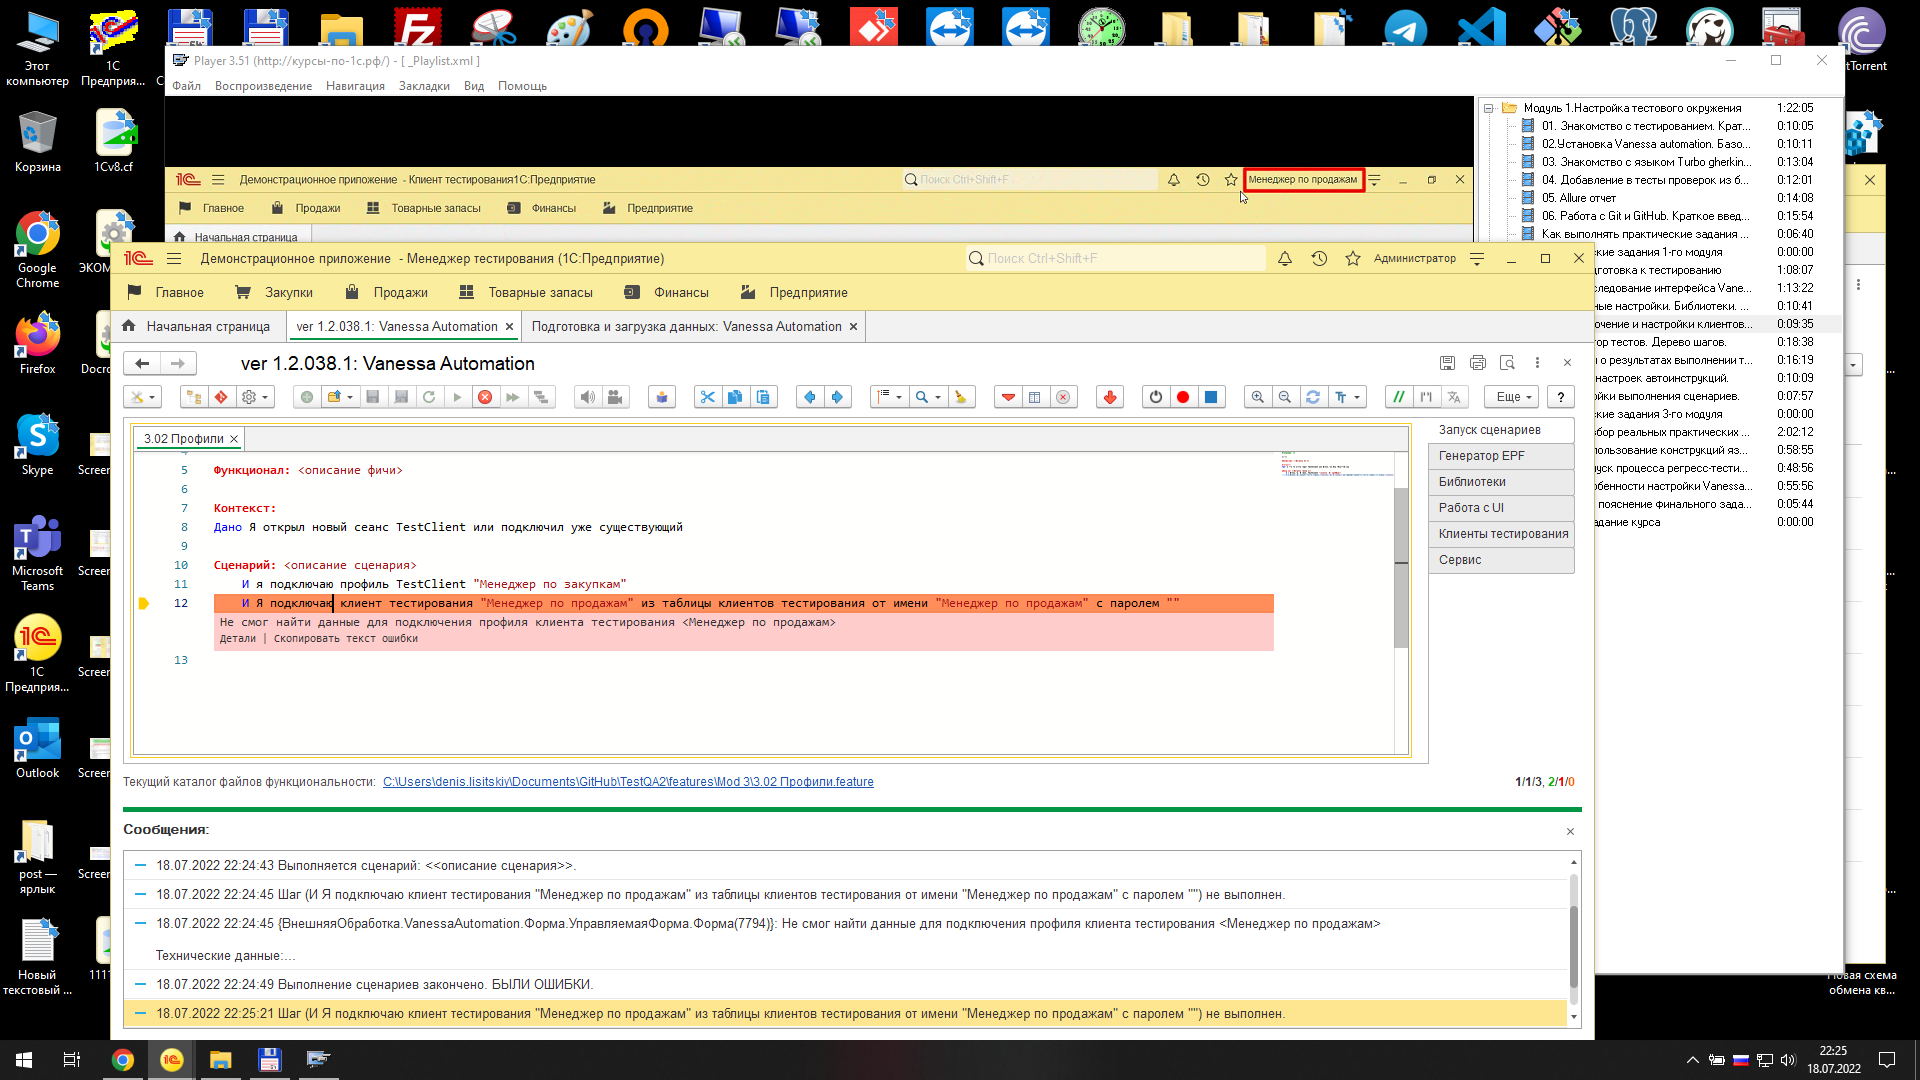 Этот компьютер
1С Предприя...
Torrent
Player 3.51 (http://курсы-по-1с.рф/) - [ _Playlist.xml ]
Файл Воспроизведение Навигация Закладки Вид Помощь
Корзина
1Cv8.cf
Google Chrome
ЭКОМ
Firefox
Docro
Skype
Screer
Microsoft Teams
Screer
1С Предприя...
Screer
Outlook
Screer
post — ярлык
Screer
Новый текстовый ...
1111
Новая схема обмена кв...
Демонстрационное приложение - Клиент тестирования1С:Предприятие
Поиск Ctrl+Shift+F
Менеджер по продажам
Главное Продажи Товарные запасы Финансы Предприятие
Начальная страница
Модуль 1.Настройка тестового окружения 1:22:05
01. Знакомство с тестированием. Крат... 0:10:05
02.Установка Vanessa automation. Базо... 0:10:11
03. Знакомство с языком Turbo gherkin... 0:13:04
04. Добавление в тесты проверок из б... 0:12:01
05. Allure отчет 0:14:08
06. Работа с Git и GitHub. Краткое введ... 0:15:54
Как выполнять практические задания ... 0:06:40
ские задания 1-го модуля 0:00:00
дготовка к тестированию 1:08:07
следование интерфейса Vane... 1:13:22
ные настройки. Библиотеки. ... 0:10:41
ючение и настройки клиентов... 0:09:35
тор тестов. Дерево шагов. 0:18:38
ы о результатах выполнении т... 0:16:19
настроек автоинструкций. 0:10:09
йки выполнения сценариев. 0:07:57
ские задания 3-го модуля 0:00:00
бор реальных практических ... 2:02:12
пользование конструкций яз... 0:58:55
пуск процесса регресс-тести... 0:48:56
обенности настройки Vanessa... 0:55:56
пояснение финального зада... 0:05:44
адание курса 0:00:00
Демонстрационное приложение - Менеджер тестирования (1С:Предприятие)
Поиск Ctrl+Shift+F
Администратор
Главное Закупки Продажи Товарные запасы Финансы Предприятие
Начальная страница
ver 1.2.038.1: Vanessa Automation
Подготовка и загрузка данных: Vanessa Automation
ver 1.2.038.1: Vanessa Automation
Еще ?
3.02 Профили
Запуск сценариев
Генератор EPF
Библиотеки
Работа с UI
Клиенты тестирования
Сервис
5 Функционал: <описание фичи>
6
7 Контекст:
8 Дано Я открыл новый сеанс TestClient или подключил уже существующий
9
10 Сценарий: <описание сценария>
11 И я подключаю профиль TestClient "Менеджер по закупкам"
12 И Я подключаю клиент тестирования "Менеджер по продажам" из таблицы клиентов тестирования от имени "Менеджер по продажам" с паролем ""
Не смог найти данные для подключения профиля клиента тестирования <Менеджер по продажам>
Детали | Скопировать текст ошибки
13
Текущий каталог файлов функциональности: C:\Users\denis.lisitskiy\Documents\GitHub\TestQA2\features\Mod 3\3.02 Профили.feature
1/1/3, 2/1/0
Сообщения:
18.07.2022 22:24:43 Выполняется сценарий: <<описание сценария>>.
18.07.2022 22:24:45 Шаг (И Я подключаю клиент тестирования "Менеджер по продажам" из таблицы клиентов тестирования от имени "Менеджер по продажам" с паролем "") не выполнен.
18.07.2022 22:24:45 {ВнешняяОбработка.VanessaAutomation.Форма.УправляемаяФорма.Форма(7794)}: Не смог найти данные для подключения профиля клиента тестирования <Менеджер по продажам>
Технические данные:...
18.07.2022 22:24:49 Выполнение сценариев закончено. БЫЛИ ОШИБКИ.
18.07.2022 22:25:21 Шаг (И Я подключаю клиент тестирования "Менеджер по продажам" из таблицы клиентов тестирования от имени "Менеджер по продажам" с паролем "") не выполнен.
22:25
18.07.2022